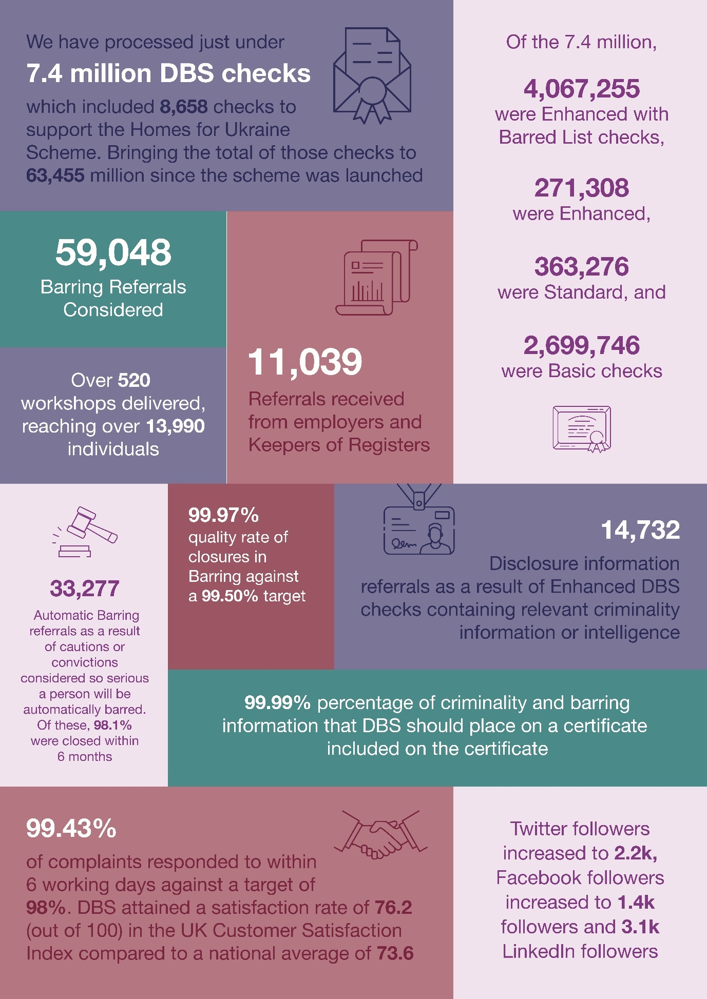 We have processed just under
7.4 million DBS checks
which included 8,658 checks to
support the Homes for Ukraine
Scheme. Bringing the total of those checks to
63,455 million since the scheme was launched
Of the 7.4 million,
4,067,255
were Enhanced with
Barred List checks,
271,308
were Enhanced,
363,276
were Standard, and
2,699,746
were Basic checks
59,048
Barring Referrals
Considered
11,039
Referrals received
from employers and
Keepers of Registers
Over 520
workshops delivered,
reaching over 13,990
individuals
33,277
Automatic Barring
referrals as a result
of cautions or
convictions
considered so serious
a person will be
automatically barred.
Of these, 98.1%
were closed within
6 months
99.97%
quality rate of
closures in
Barring against
a 99.50% target
14,732
Disclosure information
referrals as a result of Enhanced DBS
checks containing relevant criminality
information or intelligence
99.99% percentage of criminality and barring
information that DBS should place on a certificate
included on the certificate
99.43%
of complaints responded to within
6 working days against a target of
98%. DBS attained a satisfaction rate of 76.2
(out of 100) in the UK Customer Satisfaction
Index compared to a national average of 73.6
Twitter followers
increased to 2.2k,
Facebook followers
increased to 1.4k
followers and 3.1k
LinkedIn followers